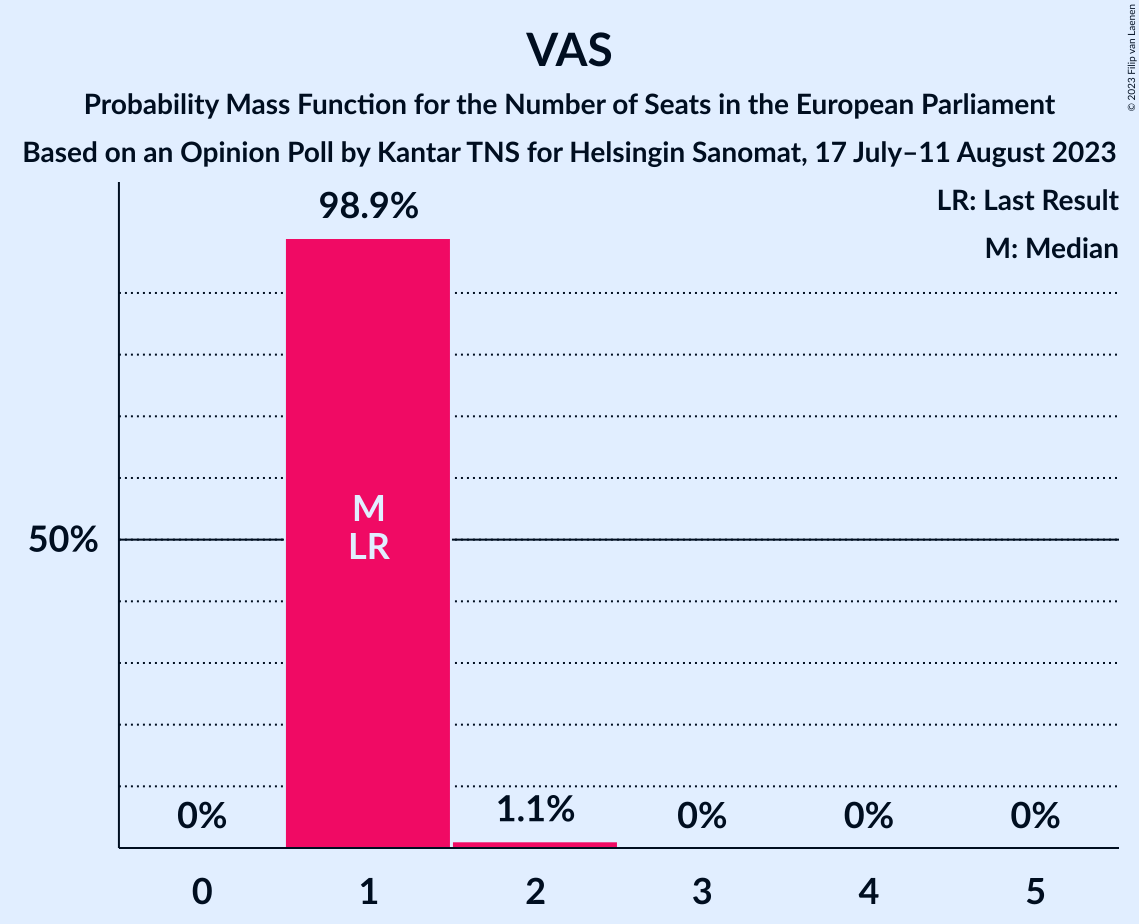 VAS
Probability Mass Function for the Number of Seats in the European Parliament
Based on an Opinion Poll by Kantar TNS for Helsingin Sanomat, 17 July–11 August 2023
© 2023 Filip van Laenen
LR: Last Result
M: Median
98.9%
M
LR
50%
0%
1.1%
0%
0%
0%
0
1
2
3
4
5